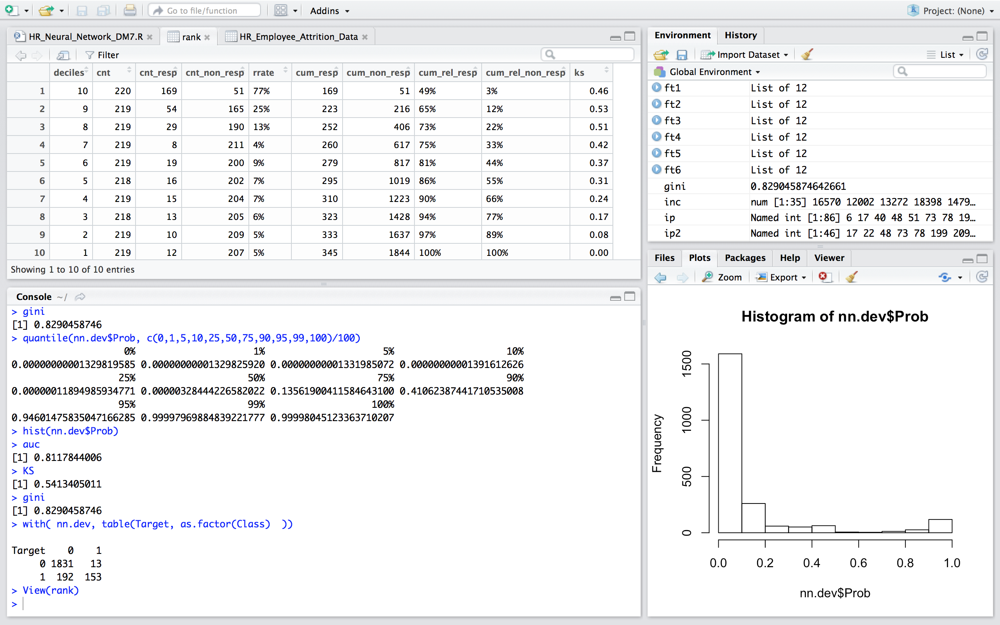 Go to file/function
Addins
Project: (None)
HR_Neural_Network_DM7.R
rank
HR_Employee_Attrition_Data
Filter
deciles cnt cnt_resp cnt_non_resp rrate cum_resp cum_non_resp cum_rel_resp cum_rel_non_resp ks
1 10 220 169 51 77% 169 51 49% 3% 0.46
2 9 219 54 165 25% 223 216 65% 12% 0.53
3 8 219 29 190 13% 252 406 73% 22% 0.51
4 7 219 8 211 4% 260 617 75% 33% 0.42
5 6 219 19 200 9% 279 817 81% 44% 0.37
6 5 218 16 202 7% 295 1019 86% 55% 0.31
7 4 219 15 204 7% 310 1223 90% 66% 0.24
8 3 218 13 205 6% 323 1428 94% 77% 0.17
9 2 219 10 209 5% 333 1637 97% 89% 0.08
10 1 219 12 207 5% 345 1844 100% 100% 0.00
Showing 1 to 10 of 10 entries
Console ~/
> gini
[1] 0.8290458746
> quantile(nn.dev$Prob, c(0,1,5,10,25,50,75,90,95,99,100)/100)
0% 1% 5% 10%
0.00000000001329819585 0.00000000001329825920 0.00000000001331985072 0.00000000001391612626
25% 50% 75% 90%
0.00000011894985934771 0.00000328444226582022 0.13561900411584643100 0.41062387441710535008
95% 99% 100%
0.94601475835047166285 0.99997969884839221777 0.99998045123363710207
> hist(nn.dev$Prob)
> auc
[1] 0.8117844006
> KS
[1] 0.5413405011
> gini
[1] 0.8290458746
> with( nn.dev, table(Target, as.factor(Class)  ))
Target 0 1
0 1831 13
1 192 153
> View(rank)
>
Environment History
Import Dataset
List
Global Environment
ft1 List of 12
ft2 List of 12
ft3 List of 12
ft4 List of 12
ft5 List of 12
ft6 List of 12
gini 0.829045874642661
inc num [1:35] 16570 12002 13272 18398 1479…
ip Named int [1:86] 6 17 40 48 51 73 78 19…
ip2 Named int [1:46] 17 22 48 73 78 199 209…
Files Plots Packages Help Viewer
Zoom Export
Histogram of nn.dev$Prob
Frequency
1500
1000
500
0
0.0 0.2 0.4 0.6 0.8 1.0
nn.dev$Prob